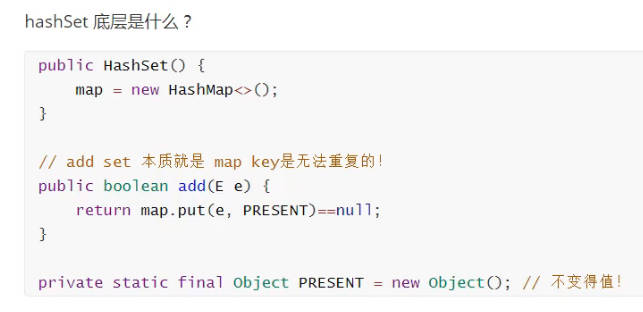 hashSet 底层是什么？
public HashSet() {
    map = new HashMap<>();
}
// add set 本质就是 map key是无法重复的!
public boolean add(E e) {
    return map.put(e, PRESENT)==null;
}
private static final Object PRESENT = new Object(); // 不变得值!